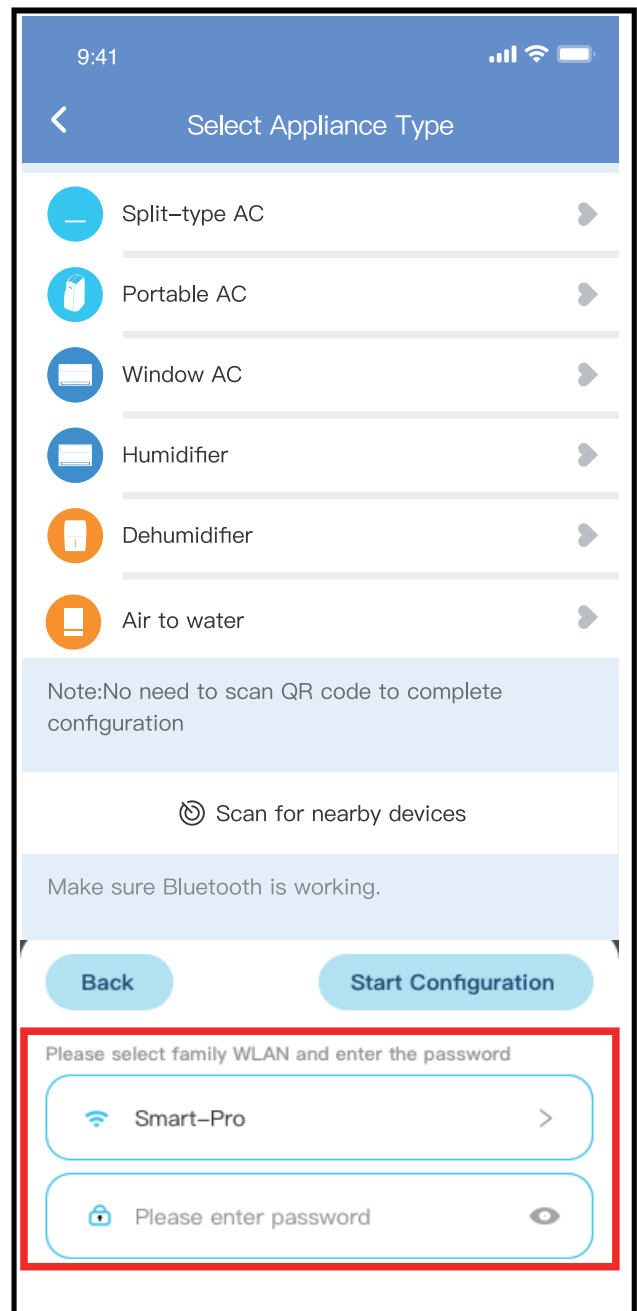 9:41
Select Appliance Type
Split-type AC
Portable AC
Window AC
Humidifier
Dehumidifier
Air to water
Note:No need to scan QR code to complete
configuration
Scan for nearby devices
Make sure Bluetooth is working.
Back
Start Configuration
Please select family WLAN and enter the password
Smart-Pro
Please enter password